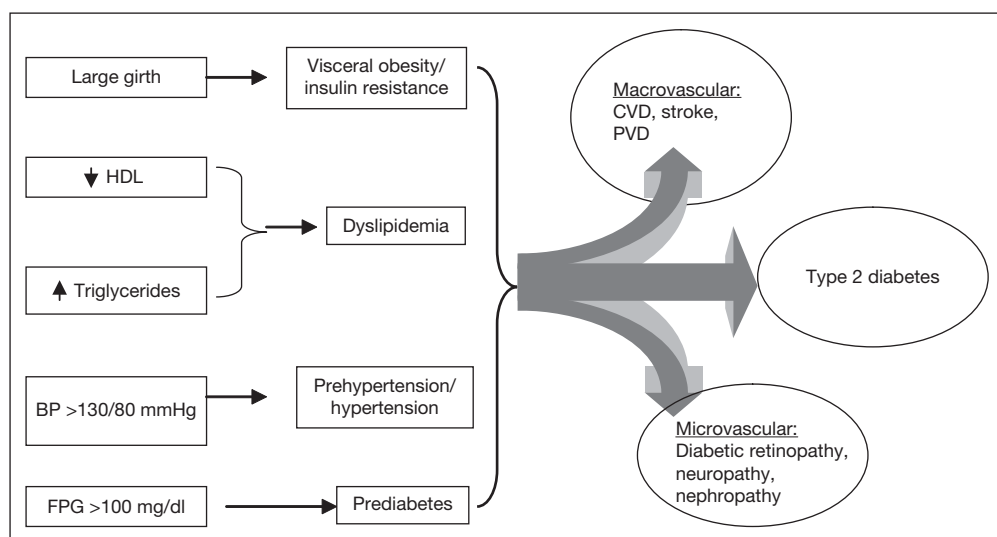 Large girth
Visceral obesity/
insulin resistance
HDL
Triglycerides
Dyslipidemia
BP >130/80 mmHg
Prehypertension/
hypertension
FPG >100 mg/dl
Prediabetes
Macrovascular:
CVD, stroke,
PVD
Type 2 diabetes
Microvascular:
Diabetic retinopathy,
neuropathy,
nephropathy